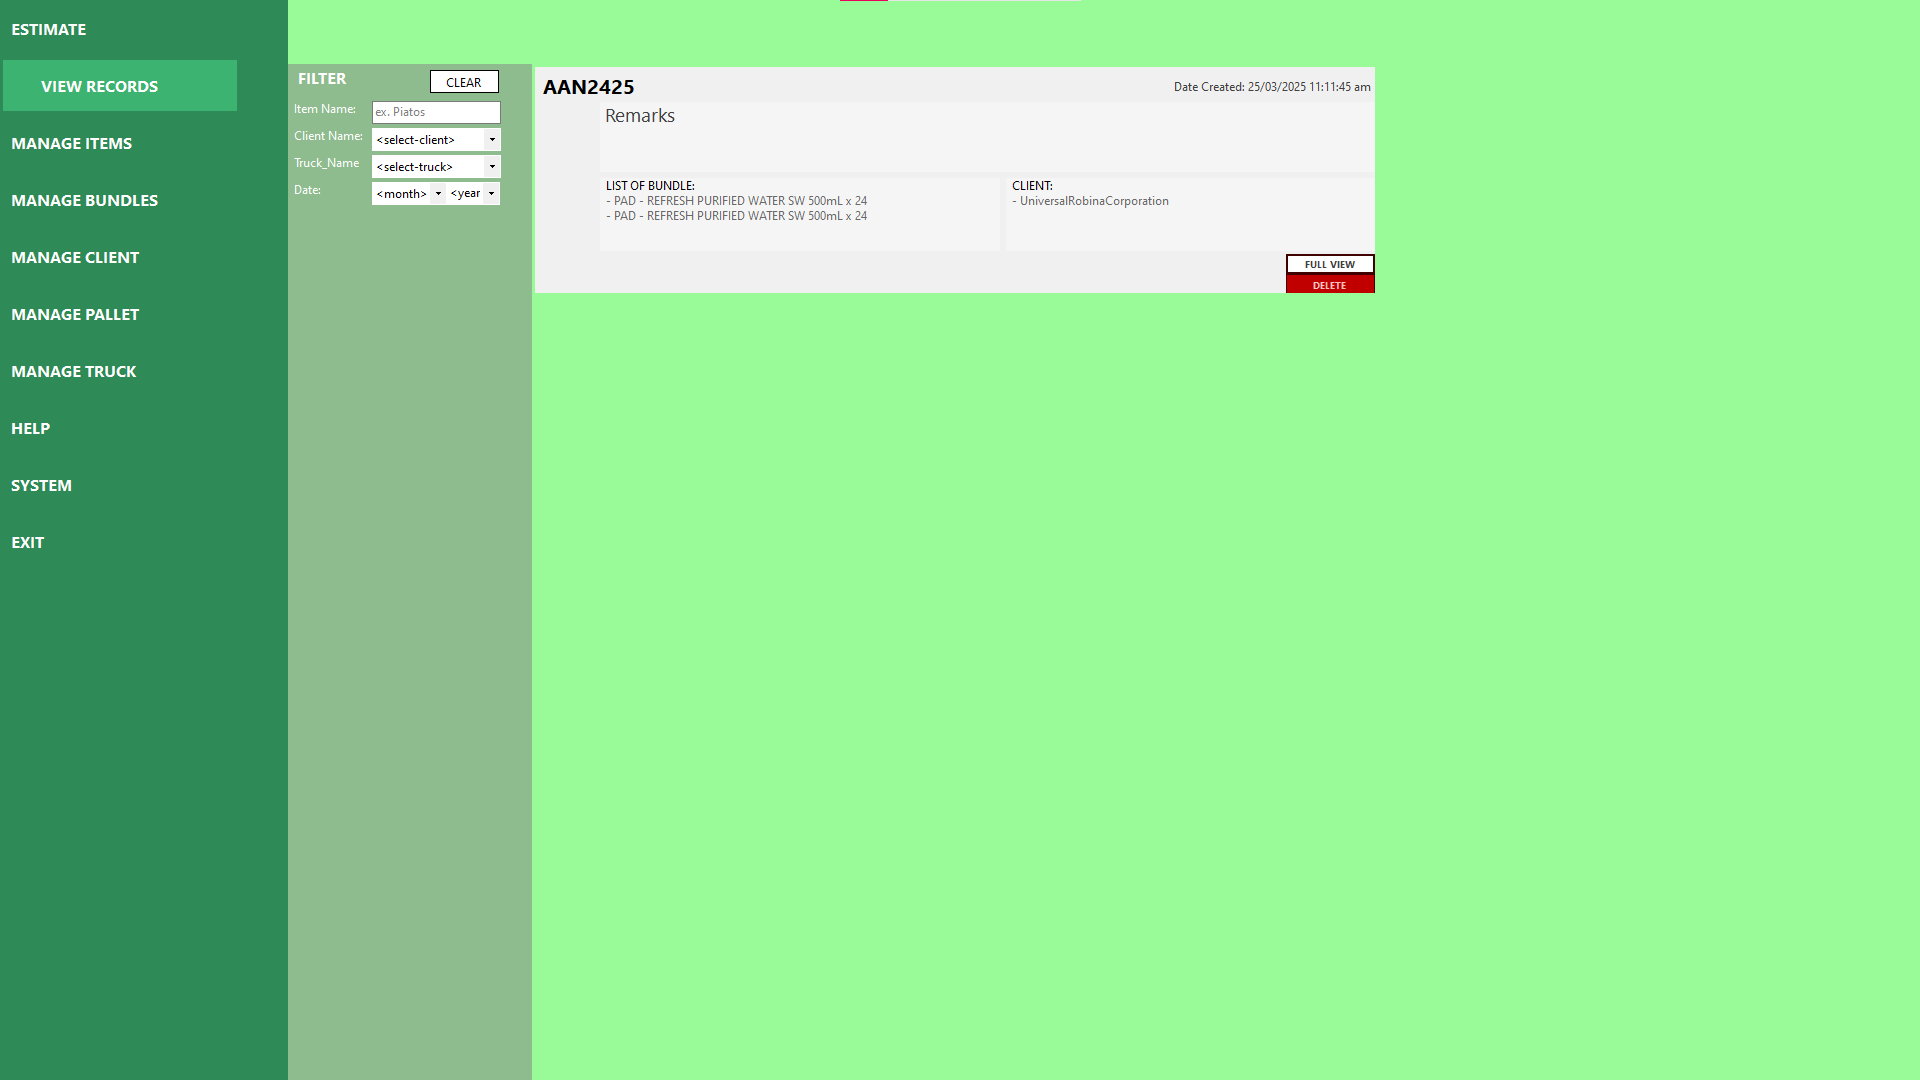 ESTIMATE
VIEW RECORDS
MANAGE ITEMS
MANAGE BUNDLES
MANAGE CLIENT
MANAGE PALLET
MANAGE TRUCK
HELP
SYSTEM
EXIT
FILTER
CLEAR
Item Name:
ex. Piatos
Client Name:
<select-client>
Truck_Name
<select-truck>
Date:
<month>
<year
AAN2425
Date Created: 25/03/2025 11:11:45 am
Remarks
LIST OF BUNDLE:
- PAD - REFRESH PURIFIED WATER SW 500mL x 24
- PAD - REFRESH PURIFIED WATER SW 500mL x 24
CLIENT:
- UniversalRobinaCorporation
FULL VIEW
DELETE